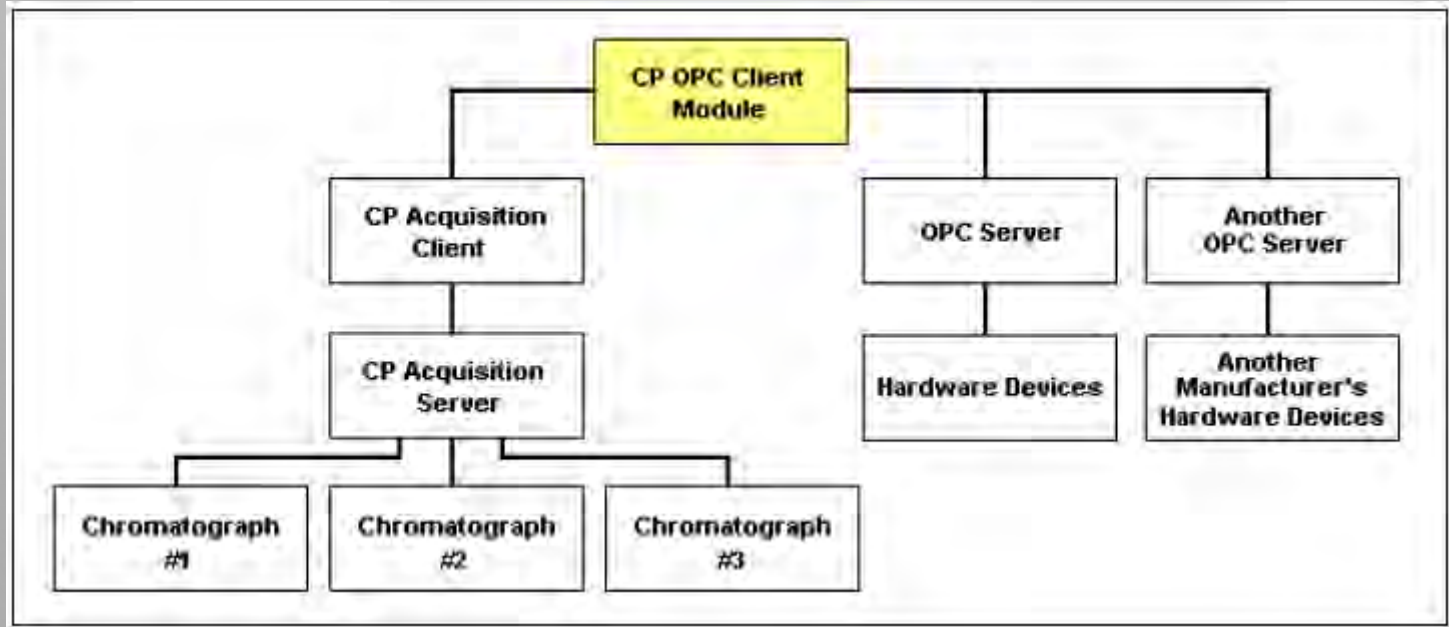 CP OPC Client
Module
CP Acquisition
Client
OPC Server
Another
OPC Server
CP Acquisition
Server
Hardware Devices
Another
Manufacturer's
Hardware Devices
Chromatograph
#1
Chromatograph
#2
Chromatograph
#3